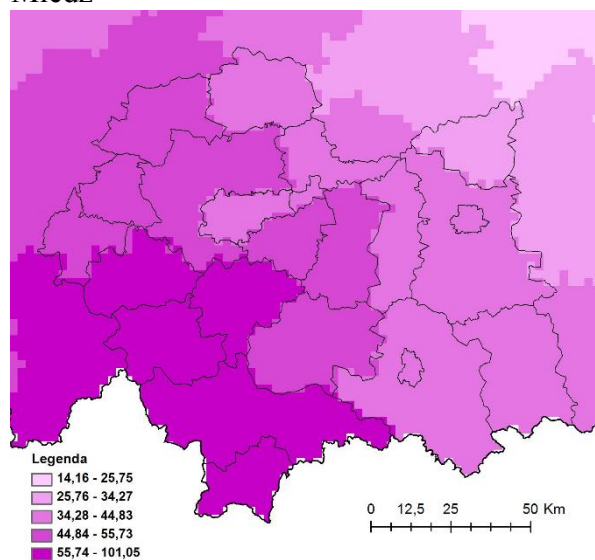 Miedź
Legenda
14,16 - 25,75
25,76 - 34,27
34,28 - 44,83
44,84 - 55,73
55,74 - 101,05
0 12,5 25 50 Km